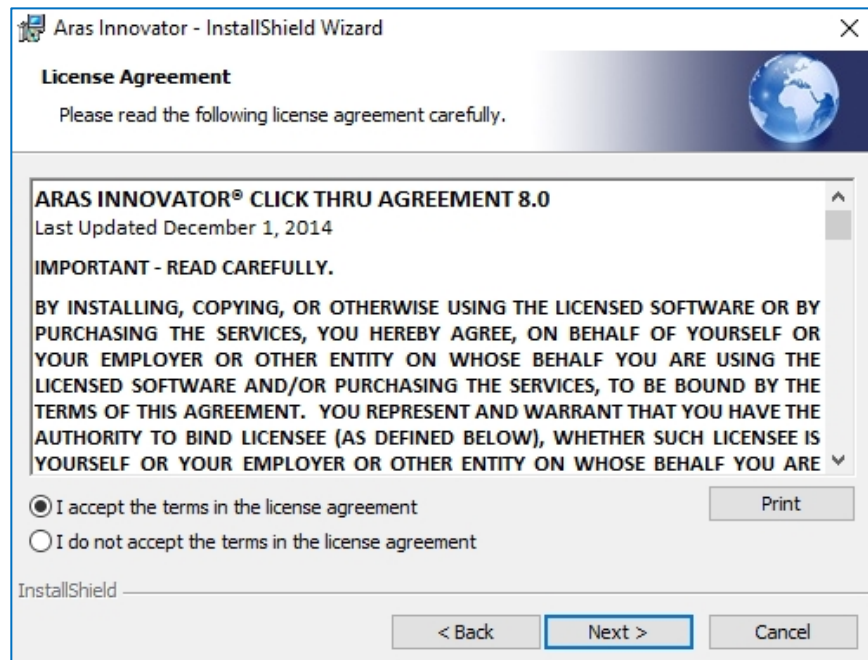 Aras Innovator - InstallShield Wizard
License Agreement
Please read the following license agreement carefully.
ARAS INNOVATOR® CLICK THRU AGREEMENT 8.0
Last Updated December 1, 2014
IMPORTANT - READ CAREFULLY.
BY INSTALLING, COPYING, OR OTHERWISE USING THE LICENSED SOFTWARE OR BY
PURCHASING THE SERVICES, YOU HEREBY AGREE, ON BEHALF OF YOURSELF OR
YOUR EMPLOYER OR OTHER ENTITY ON WHOSE BEHALF YOU ARE USING THE
LICENSED SOFTWARE AND/OR PURCHASING THE SERVICES, TO BE BOUND BY THE
TERMS OF THIS AGREEMENT. YOU REPRESENT AND WARRANT THAT YOU HAVE THE
AUTHORITY TO BIND LICENSEE (AS DEFINED BELOW), WHETHER SUCH LICENSEE IS
YOURSELF OR YOUR EMPLOYER OR OTHER ENTITY ON WHOSE BEHALF YOU ARE
I accept the terms in the license agreement
Print
I do not accept the terms in the license agreement
InstallShield
< Back Next > Cancel